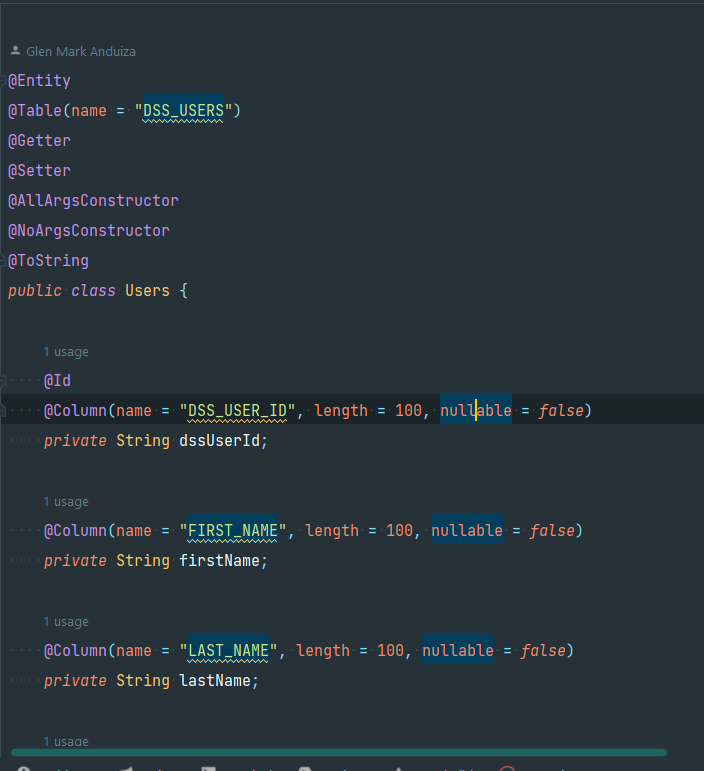 Glen Mark Anduiza
@Entity
@Table(name = "DSS_USERS")
@Getter
@Setter
@AllArgsConstructor
@NoArgsConstructor
@ToString
public class Users {
1 usage
@Id
@Column(name = "DSS_USER_ID", length = 100, nullable = false)
private String dssUserId;
1 usage
@Column(name = "FIRST_NAME", length = 100, nullable = false)
private String firstName;
1 usage
@Column(name = "LAST_NAME", length = 100, nullable = false)
private String lastName;
1 usage